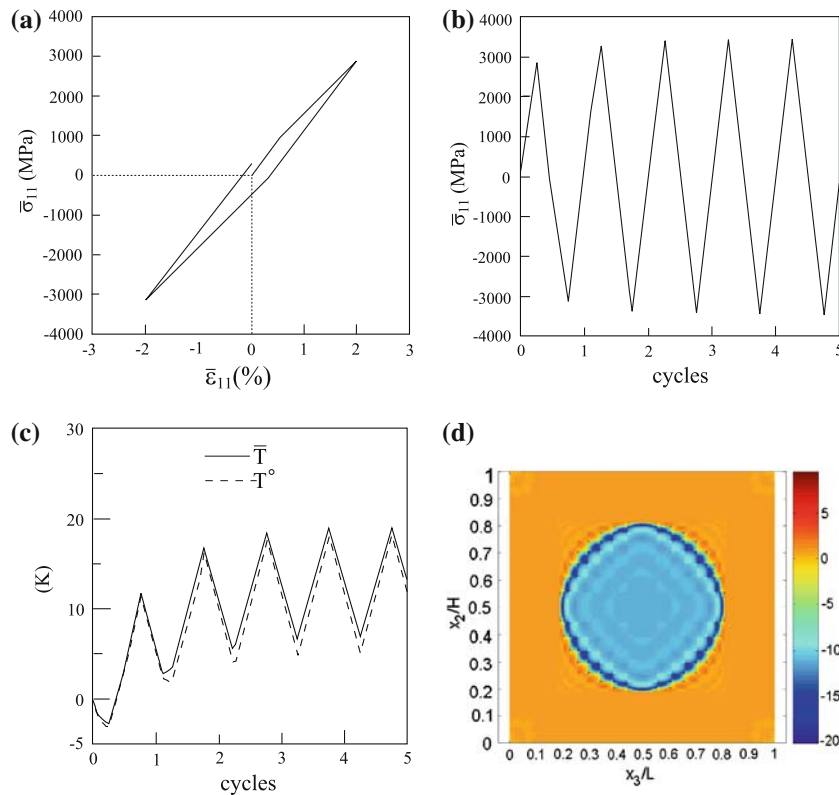 (a)
4000
3000
2000
1000
0
-1000
-2000
-3000
-4000
σ̄₁₁ (MPa)
-3 -2 -1 0 1 2 3
ε̄₁₁(%)
(b)
4000
3000
2000
1000
0
-1000
-2000
-3000
-4000
σ̄₁₁ (MPa)
0 1 2 3 4 5
cycles
(c)
30
20
10
0
-5
(K)
T̄
T°
0 1 2 3 4 5
cycles
(d)
1
0.9
0.8
0.7
0.6
0.5
0.4
0.3
0.2
0.1
0
x₂/H
0 0.1 0.2 0.3 0.4 0.5 0.6 0.7 0.8 0.9 1
x₃/L
5
0
-5
-10
-15
-20